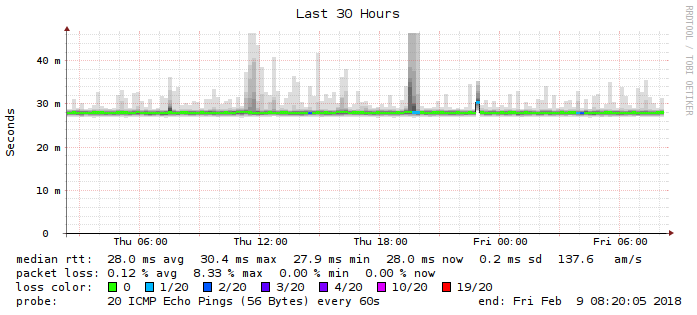 Last 30 Hours
RRDTOOL / TOBI OETIKER
Seconds
40 m
30 m
20 m
10 m
0
Thu 06:00 Thu 12:00 Thu 18:00 Fri 00:00 Fri 06:00
median rtt: 28.0 ms avg 30.4 ms max 27.9 ms min 28.0 ms now 0.2 ms sd 137.6 am/s
packet loss: 0.12 % avg 8.33 % max 0.00 % min 0.00 % now
loss color: 0 1/20 2/20 3/20 4/20 10/20 19/20
probe: 20 ICMP Echo Pings (56 Bytes) every 60s end: Fri Feb 9 08:20:05 2018